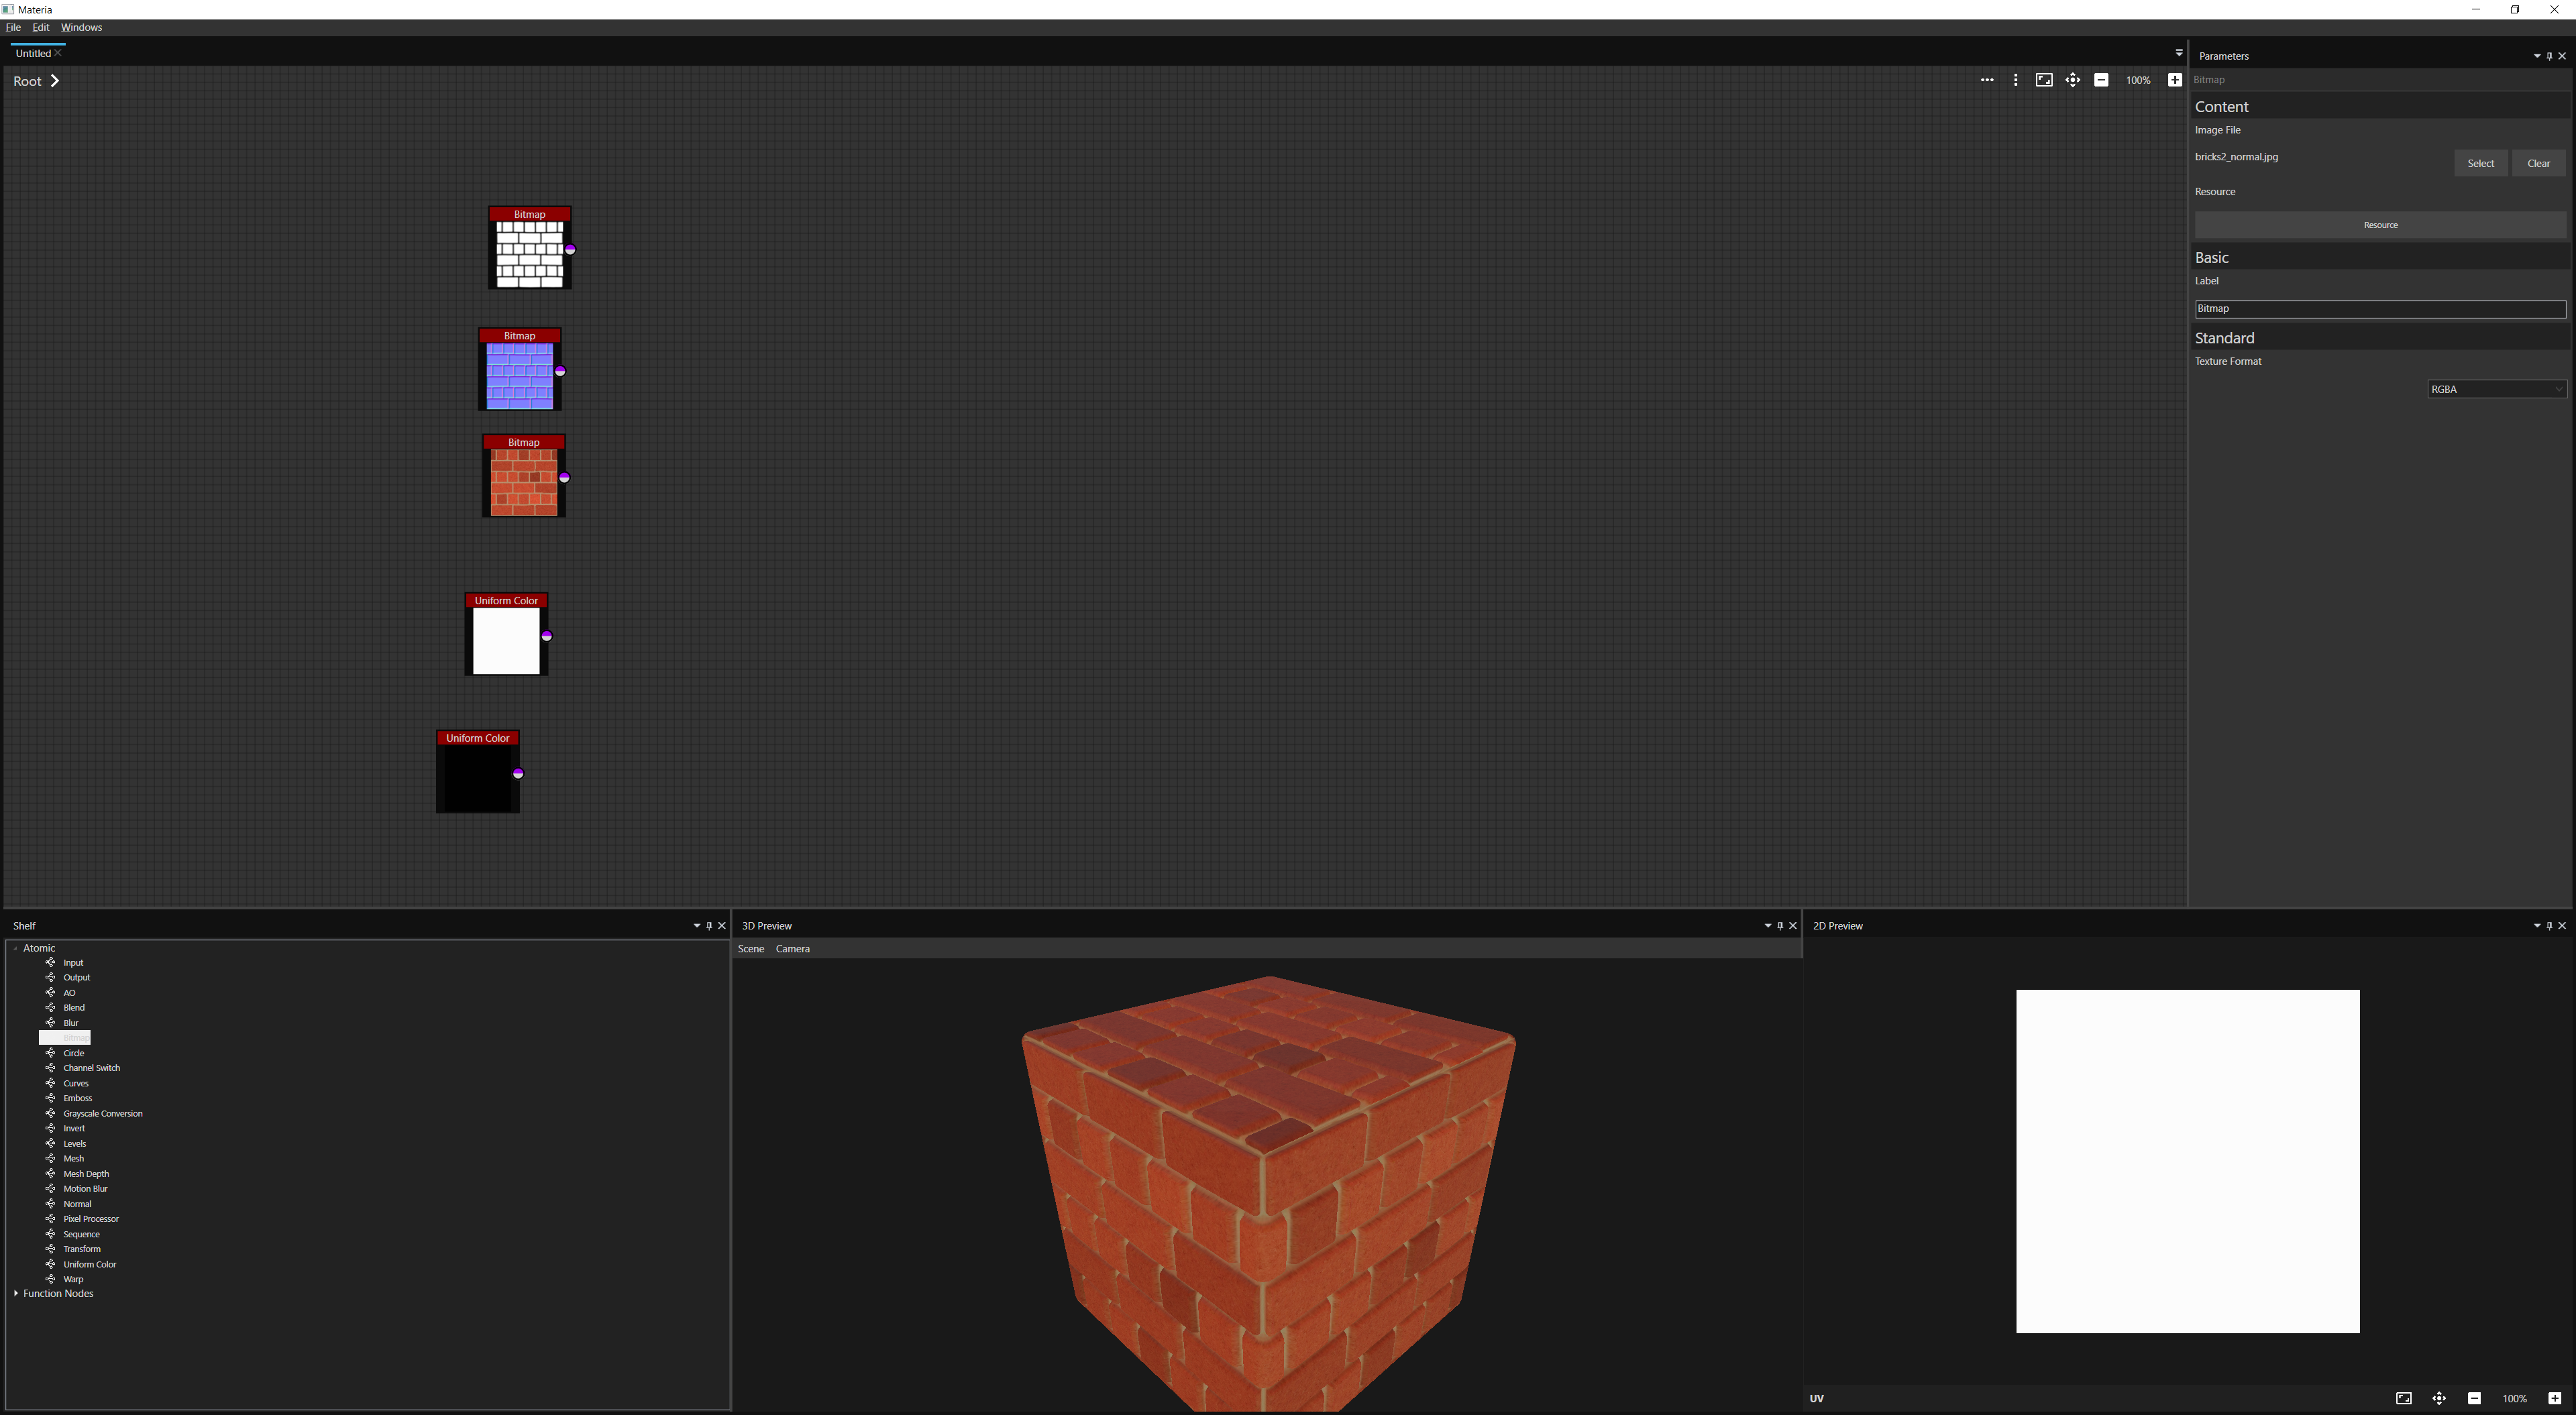 Materia
File Edit Windows
Untitled
Root
100%
Bitmap
Bitmap
Bitmap
Uniform Color
Uniform Color
Parameters
Bitmap
Content
Image File
bricks2_normal.jpg
Select Clear
Resource
Resource
Basic
Label
Bitmap
Standard
Texture Format
RGBA
Shelf
Atomic
Input
Output
AO
Blend
Blur
Bitmap
Circle
Channel Switch
Curves
Emboss
Grayscale Conversion
Invert
Levels
Mesh
Mesh Depth
Motion Blur
Normal
Pixel Processor
Sequence
Transform
Uniform Color
Warp
Function Nodes
3D Preview
Scene Camera
2D Preview
UV
100%